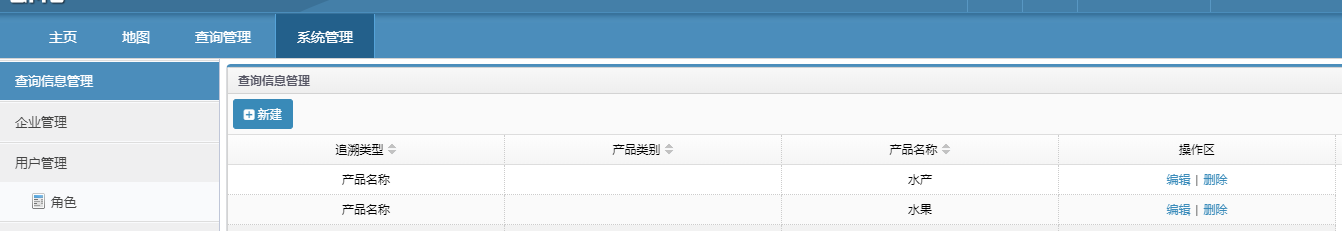 主页 地图 查询管理 系统管理
查询信息管理
企业管理
用户管理
角色
查询信息管理
新建
追溯类型 产品类别 产品名称 操作区
产品名称 水产 编辑 | 删除
产品名称 水果 编辑 | 删除